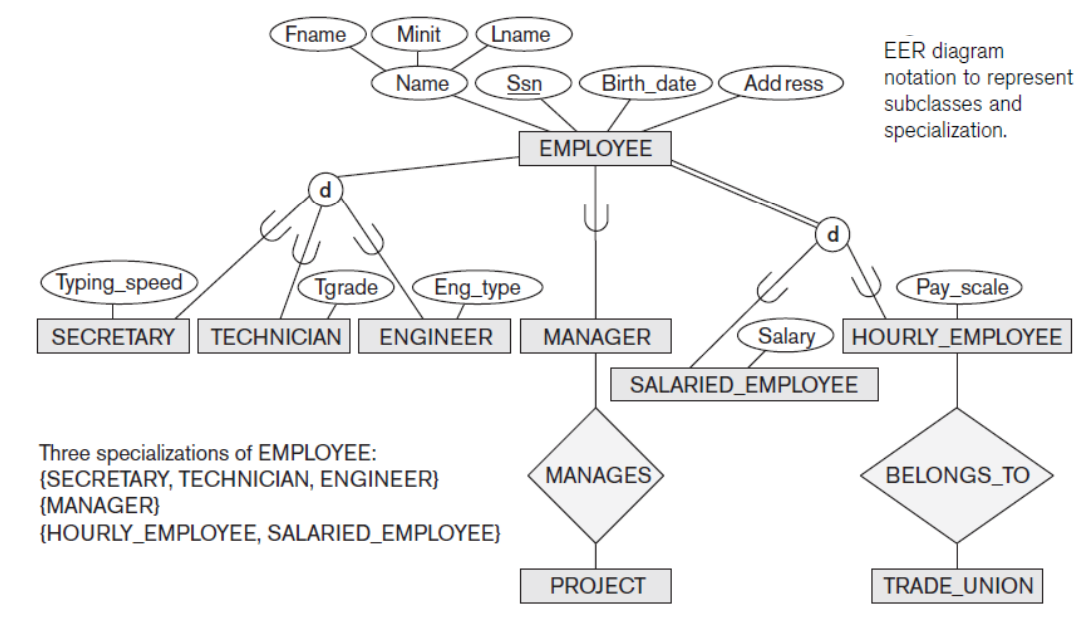 Fname
Minit
Lname
EER diagram
notation to represent
subclasses and
specialization.
Name
Ssn
Birth_date
Address
EMPLOYEE
d
d
Typing_speed
Tgrade
Eng_type
Pay_scale
SECRETARY
TECHNICIAN
ENGINEER
MANAGER
Salary
HOURLY_EMPLOYEE
SALARIED_EMPLOYEE
Three specializations of EMPLOYEE:
{SECRETARY, TECHNICIAN, ENGINEER}
{MANAGER}
{HOURLY_EMPLOYEE, SALARIED_EMPLOYEE}
MANAGES
BELONGS_TO
PROJECT
TRADE_UNION